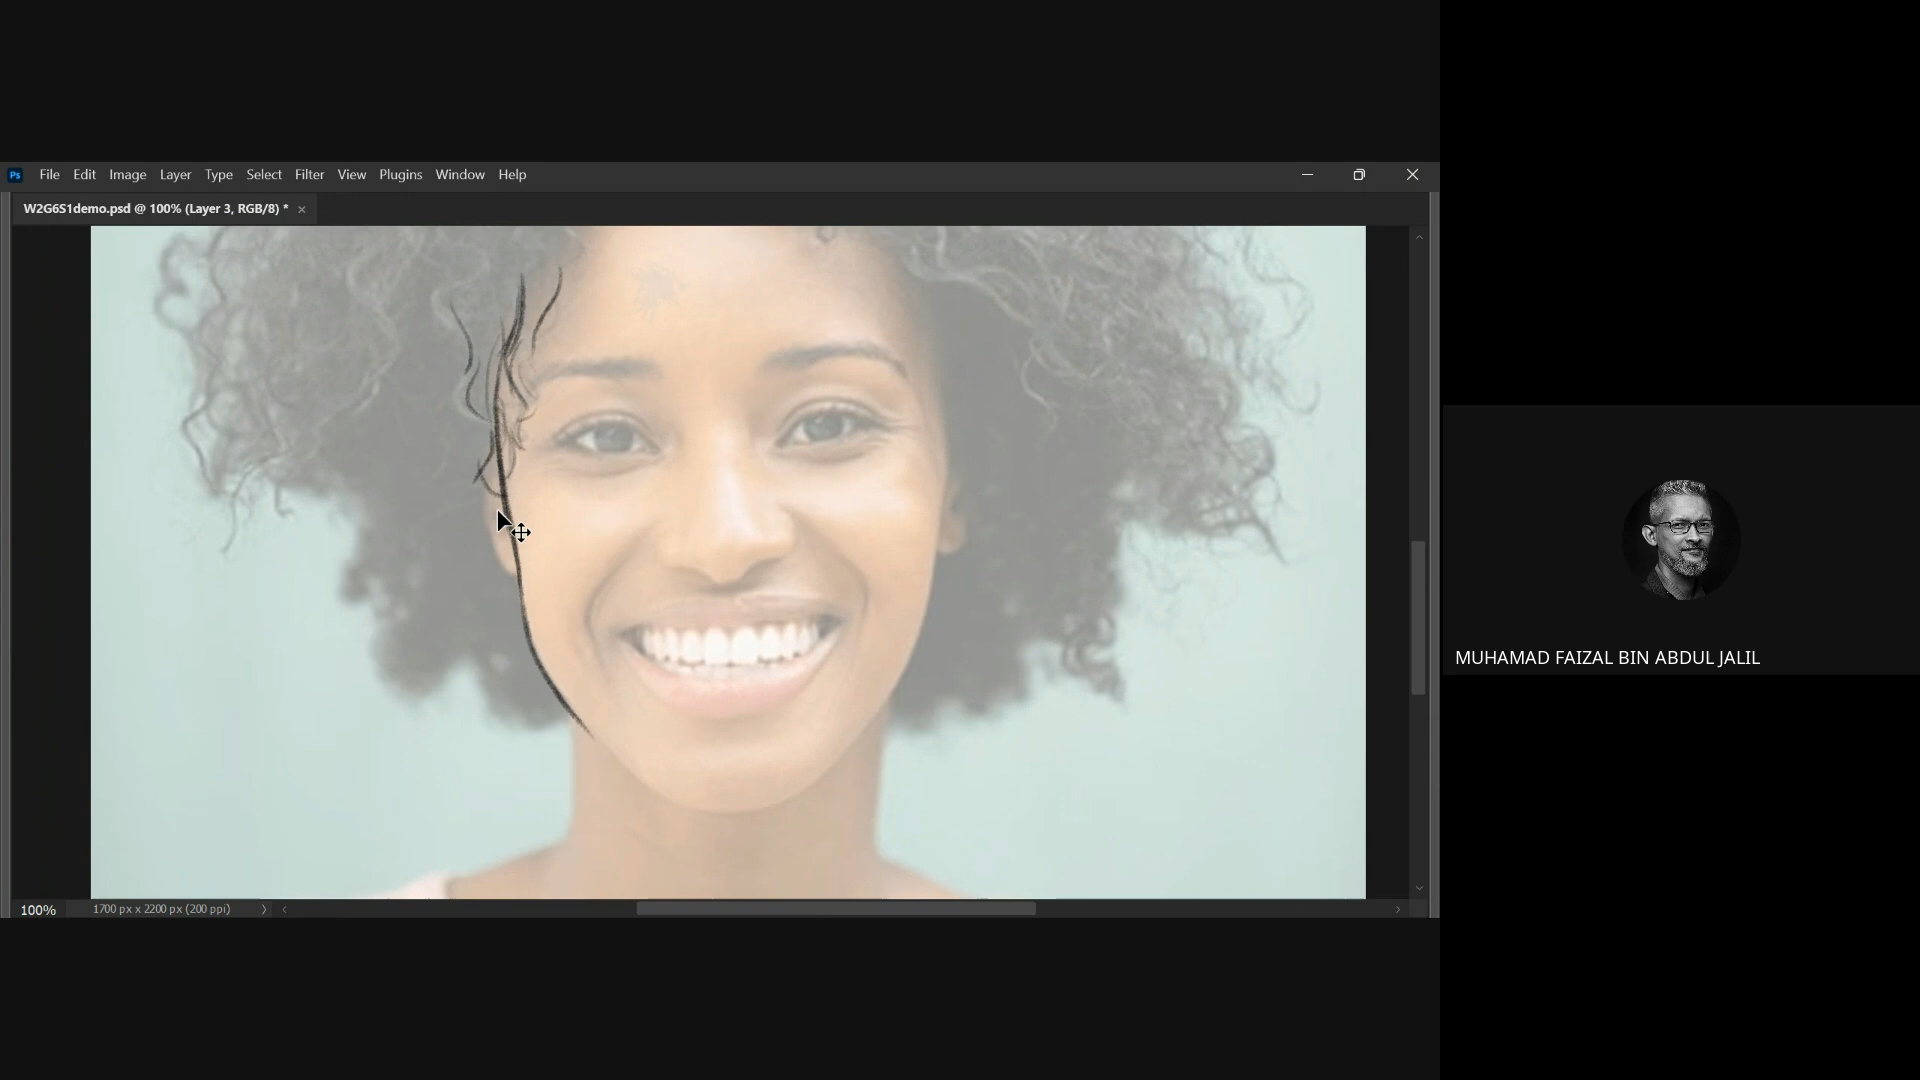 Ps File Edit Image Layer Type Select Filter View Plugins Window Help
W2G6S1demo.psd @ 100% (Layer 3, RGB/8) *
MUHAMAD FAIZAL BIN ABDUL JALIL
100% 1700 px x 2200 px (200 ppi)